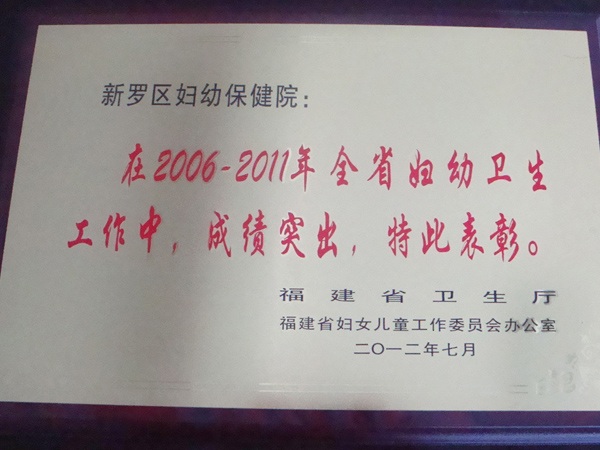 新罗区妇幼保健院：
在2006-2011年全省妇幼卫生
工作中，成绩突出，特此表彰。
福建省卫生厅
福建省妇女儿童工作委员会办公室
二〇一二年七月